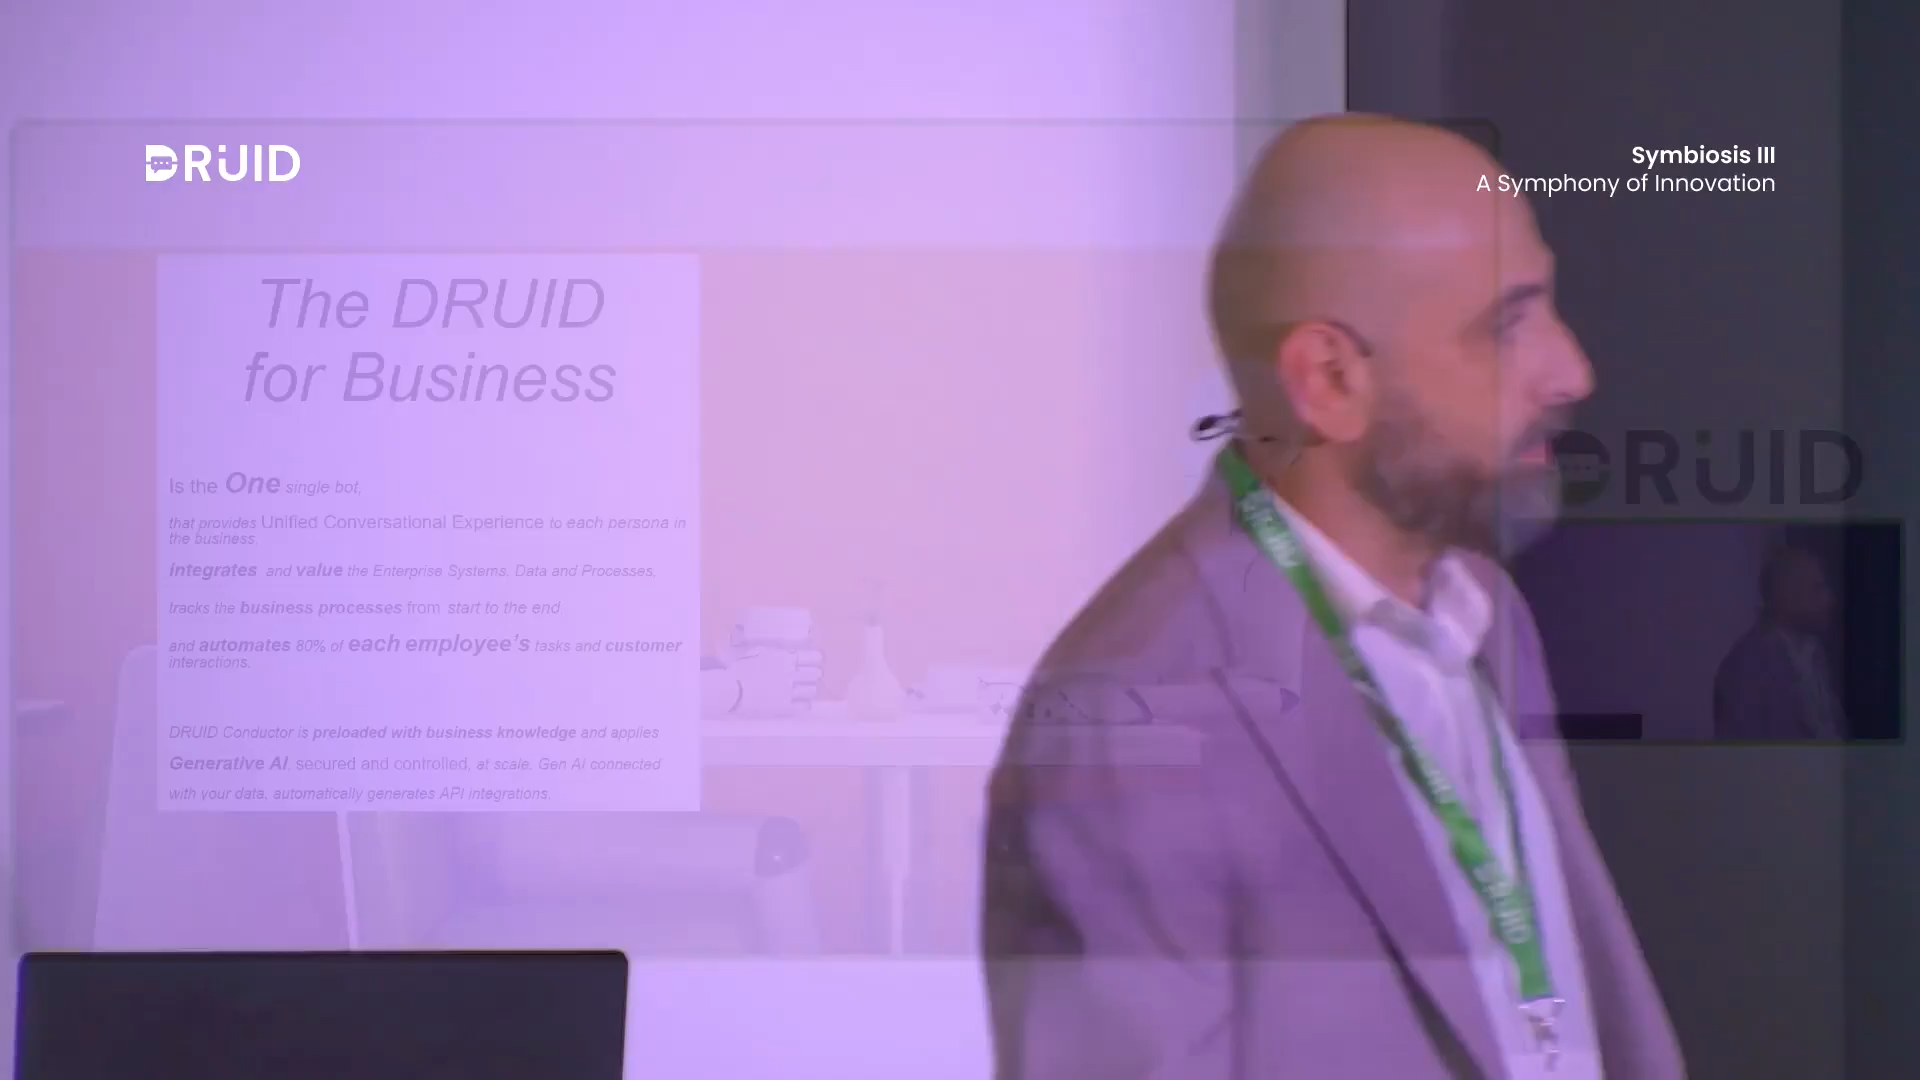 DRUID
Symbiosis III
A Symphony of Innovation
The DRUID
for Business
Is the One single bot,
that provides Unified Conversational Experience to each persona in
the business.
integrates and value the Enterprise Systems, Data and Processes,
tracks the business processes from start to the end
and automates 80% of each employee's tasks and customer
interactions.
DRUID Conductor is preloaded with business knowledge and applies
Generative AI, secured and controlled, at scale. Gen AI connected
with your data, automatically generates API integrations.
DRUID
DRUID